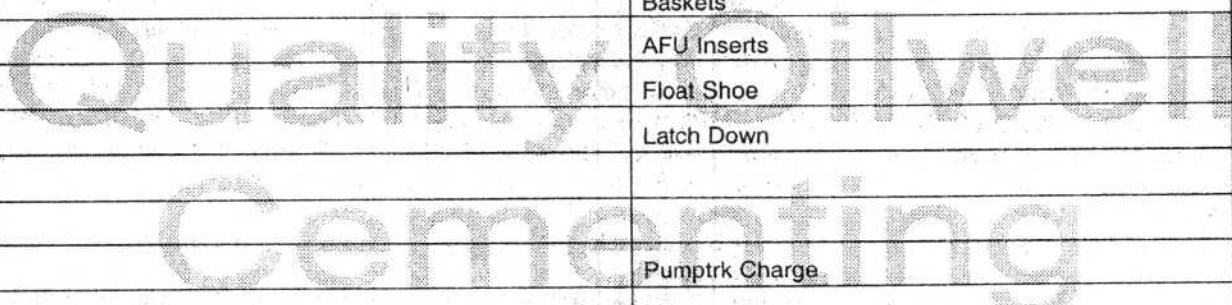 Baskets
AFU Inserts
Quality Oilwell
Float Shoe
Latch Down
Cementing
Pumptrk Charge